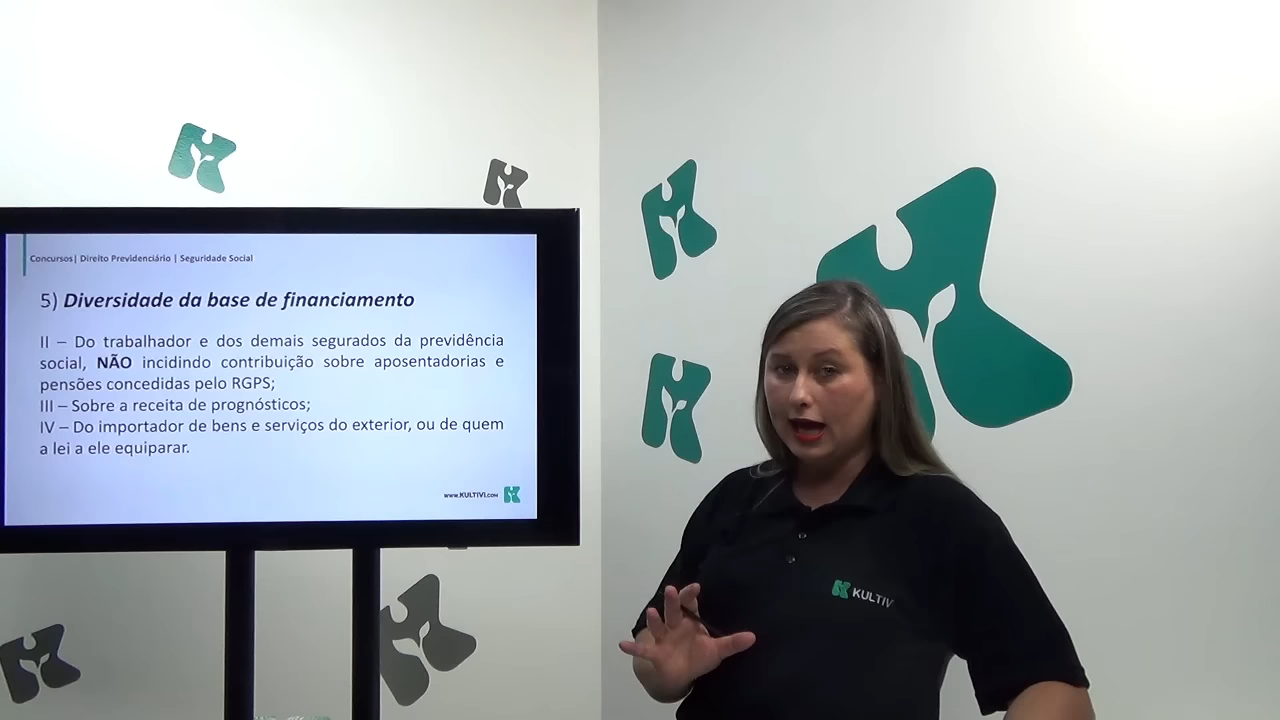 Concursos| Direito Previdenciário | Seguridade Social
5) Diversidade da base de financiamento
II – Do trabalhador e dos demais segurados da previdência
social, NÃO incidindo contribuição sobre aposentadorias e
pensões concedidas pelo RGPS;
III – Sobre a receita de prognósticos;
IV – Do importador de bens e serviços do exterior, ou de quem
a lei a ele equiparar.
www.KULTIVI.COM
KULTIVI